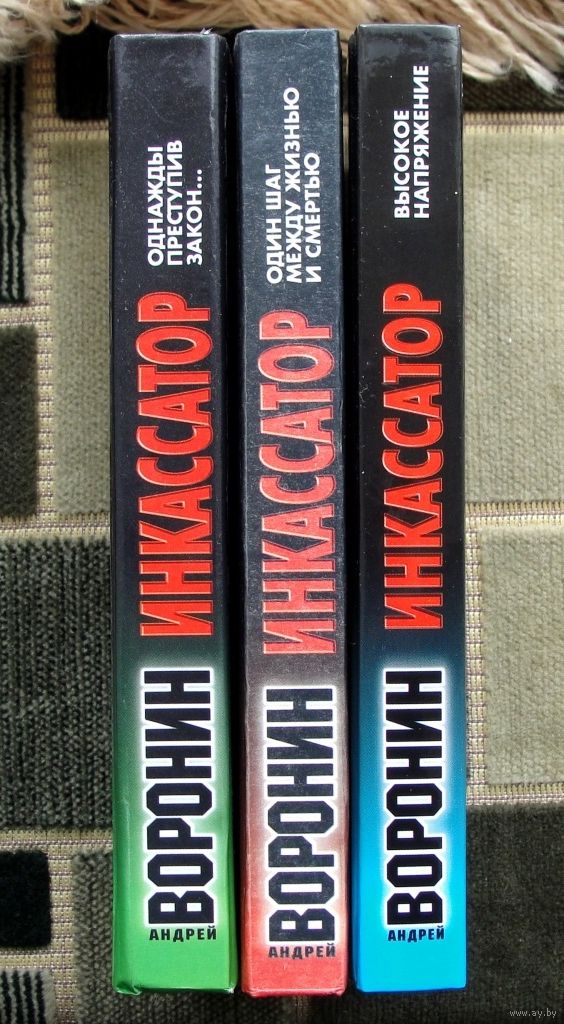 АНДРЕЙ
ВОРОНИН
ИНКАССАТОР
ОДНАЖДЫ
ПРЕСТУПИВ
ЗАКОН...
АНДРЕЙ
ВОРОНИН
ИНКАССАТОР
ОДИН ШАГ
МЕЖДУ ЖИЗНЬЮ
И СМЕРТЬЮ
АНДРЕЙ
ВОРОНИН
ИНКАССАТОР
ВЫСОКОЕ
НАПРЯЖЕНИЕ
www.ay.by